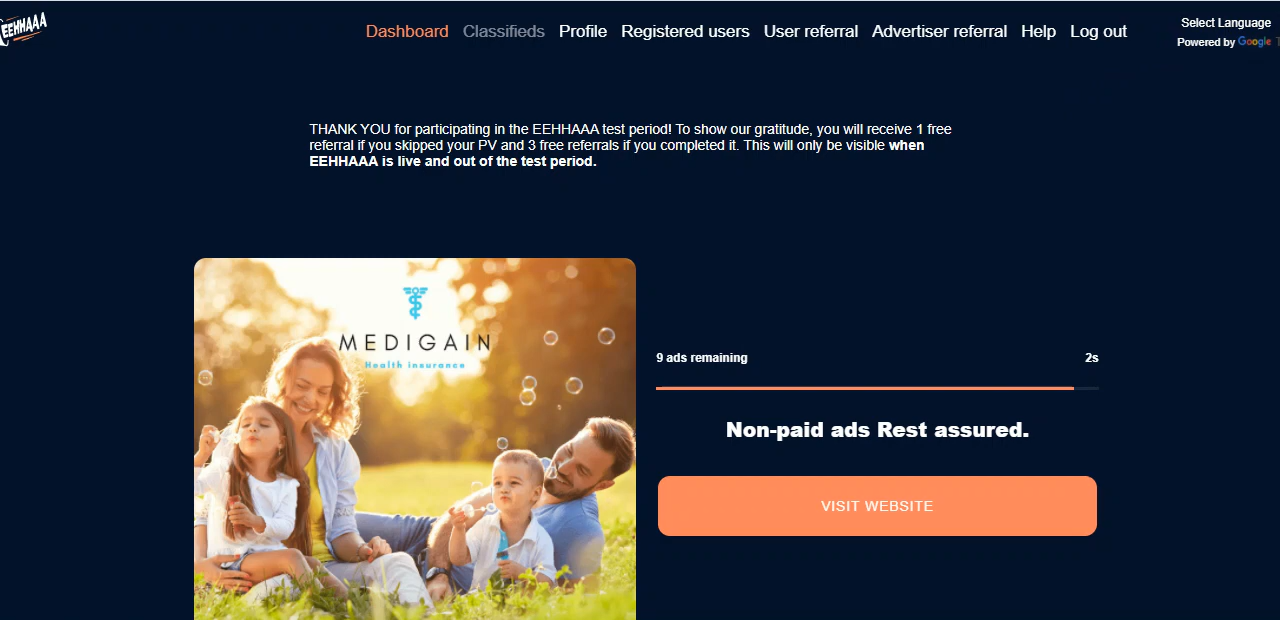 EEHHAAA
Dashboard Classifieds Profile Registered users User referral Advertiser referral Help Log out
Select Language
Powered by Google
THANK YOU for participating in the EEHHAAA test period! To show our gratitude, you will receive 1 free
referral if you skipped your PV and 3 free referrals if you completed it. This will only be visible when
EEHHAAA is live and out of the test period.
MEDIGAIN
Health insurance
9 ads remaining 2s
Non-paid ads Rest assured.
VISIT WEBSITE